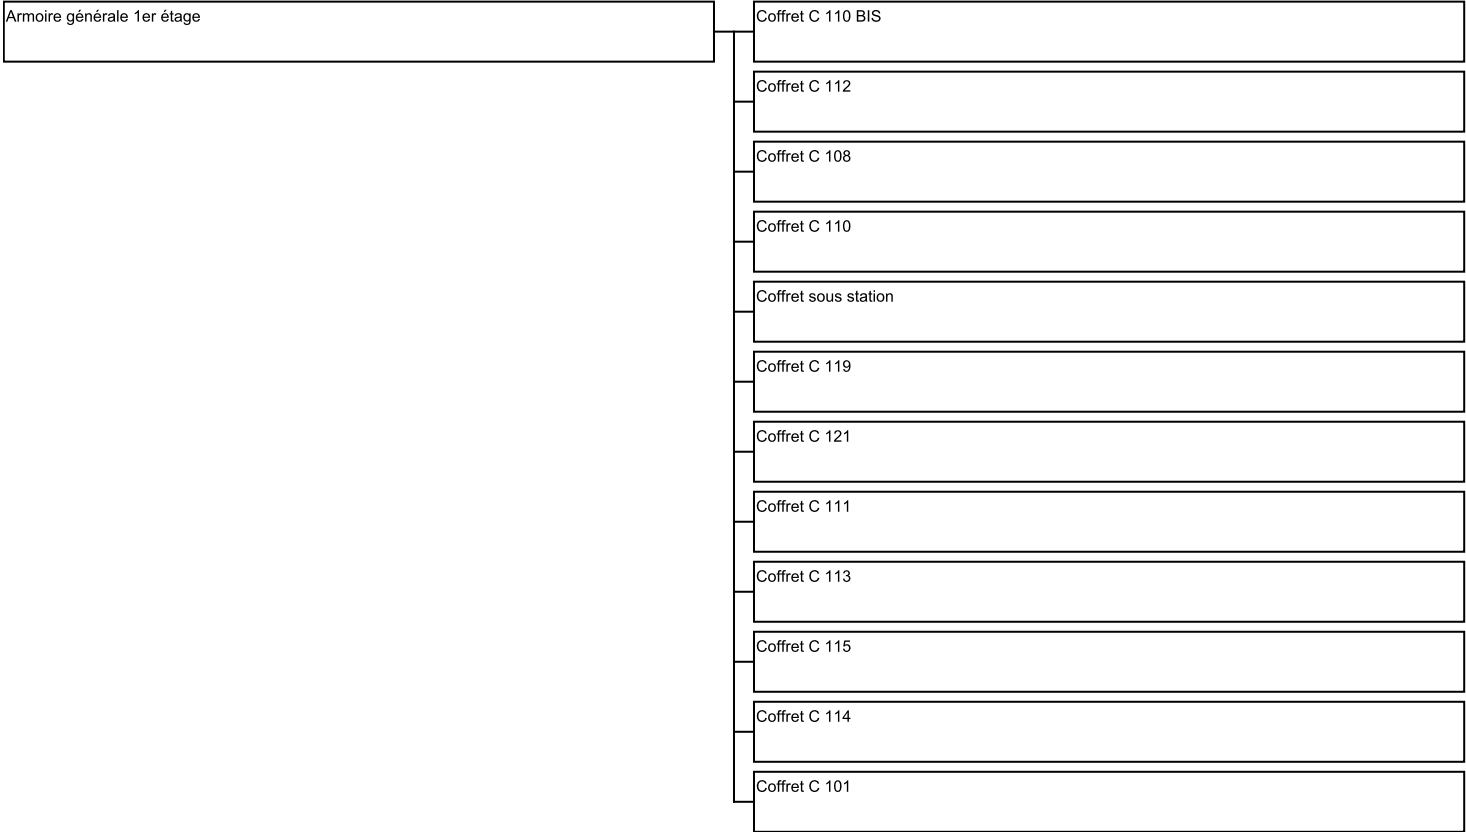 Armoire générale 1er étage
Coffret C 110 BIS
Coffret C 112
Coffret C 108
Coffret C 110
Coffret sous station
Coffret C 119
Coffret C 121
Coffret C 111
Coffret C 113
Coffret C 115
Coffret C 114
Coffret C 101